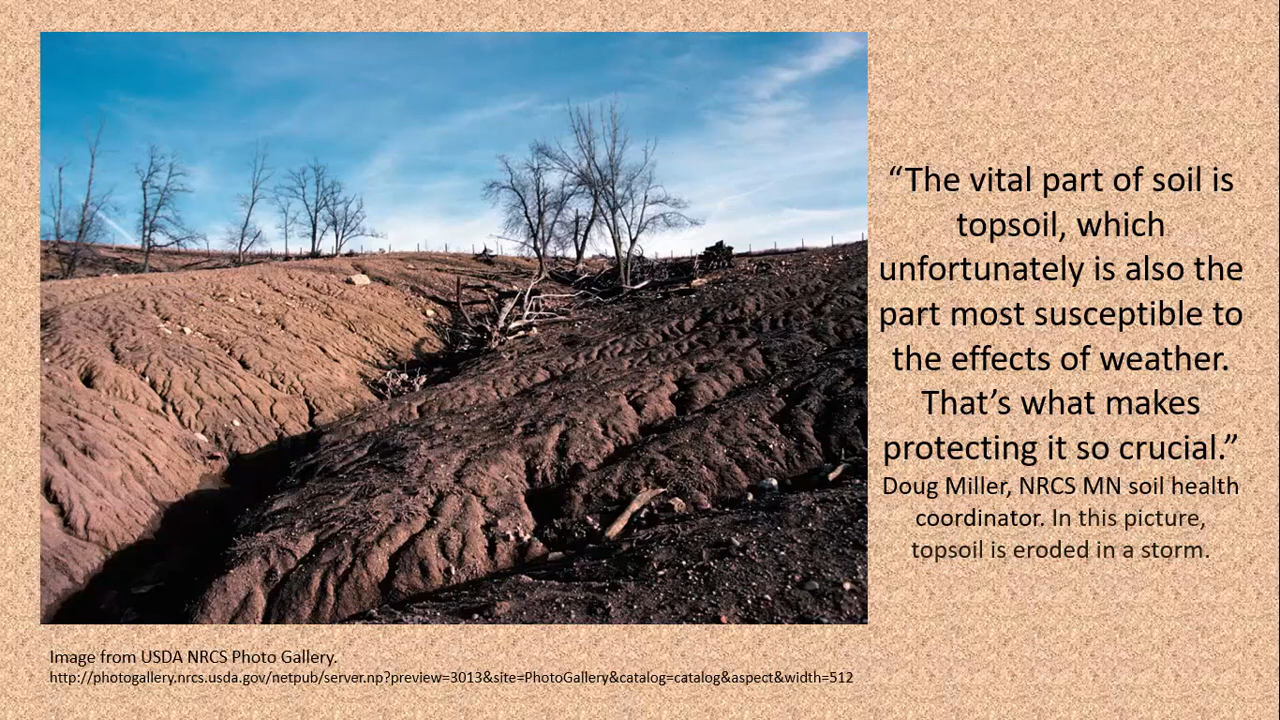 “The vital part of soil is
topsoil, which
unfortunately is also the
part most susceptible to
the effects of weather.
That’s what makes
protecting it so crucial.”
Doug Miller, NRCS MN soil health
coordinator. In this picture,
topsoil is eroded in a storm.
Image from USDA NRCS Photo Gallery.
http://photogallery.nrcs.usda.gov/netpub/server.np?preview=3013&site=PhotoGallery&catalog=catalog&aspect&width=512